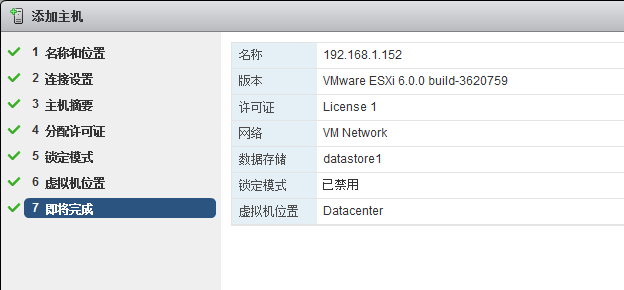 添加主机
1 名称和位置
2 连接设置
3 主机摘要
4 分配许可证
5 锁定模式
6 虚拟机位置
7 即将完成
名称 192.168.1.152
版本 VMware ESXi 6.0.0 build-3620759
许可证 License 1
网络 VM Network
数据存储 datastore1
锁定模式 已禁用
虚拟机位置 Datacenter